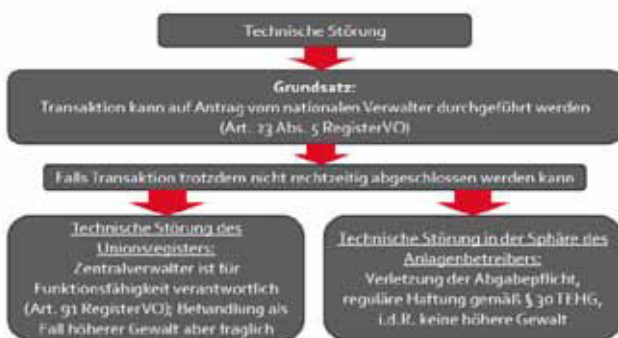 Technische Störung
Grundsatz:
Transaktion kann auf Antrag vom nationalen Verwalter durchgeführt werden
(Art. 23 Abs. 5 RegisterVO)
Falls Transaktion trotzdem nicht rechtzeitig abgeschlossen werden kann
Technische Störung des
Unionsregisters:
Zentralverwalter ist für
Funktionsfähigkeit verantwortlich
(Art. 91 RegisterVO); Behandlung als
Fall höherer Gewalt aber fraglich
Technische Störung in der Sphäre des
Anlagenbetreibers:
Verletzung der Abgabepflicht,
reguläre Haftung gemäß § 30 TEHG,
i.d.R. keine höhere Gewalt